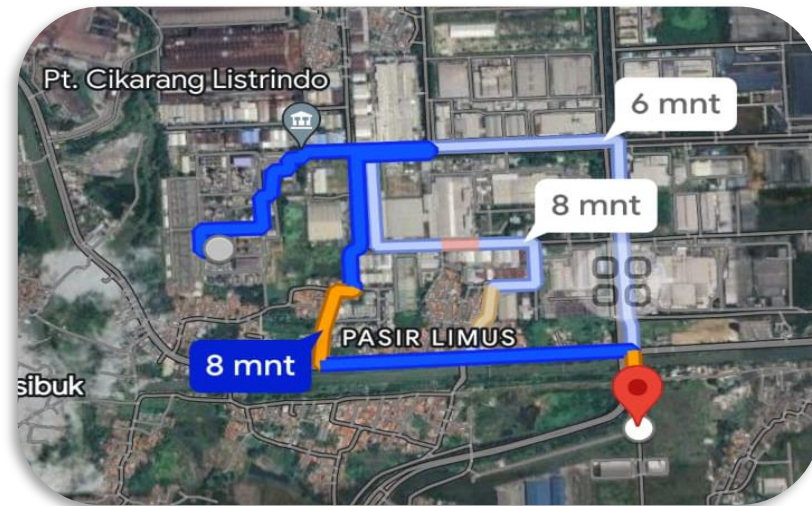 Pt. Cikarang Listrindo
6 mnt
8 mnt
PASIR LIMUS
8 mnt
sibuk